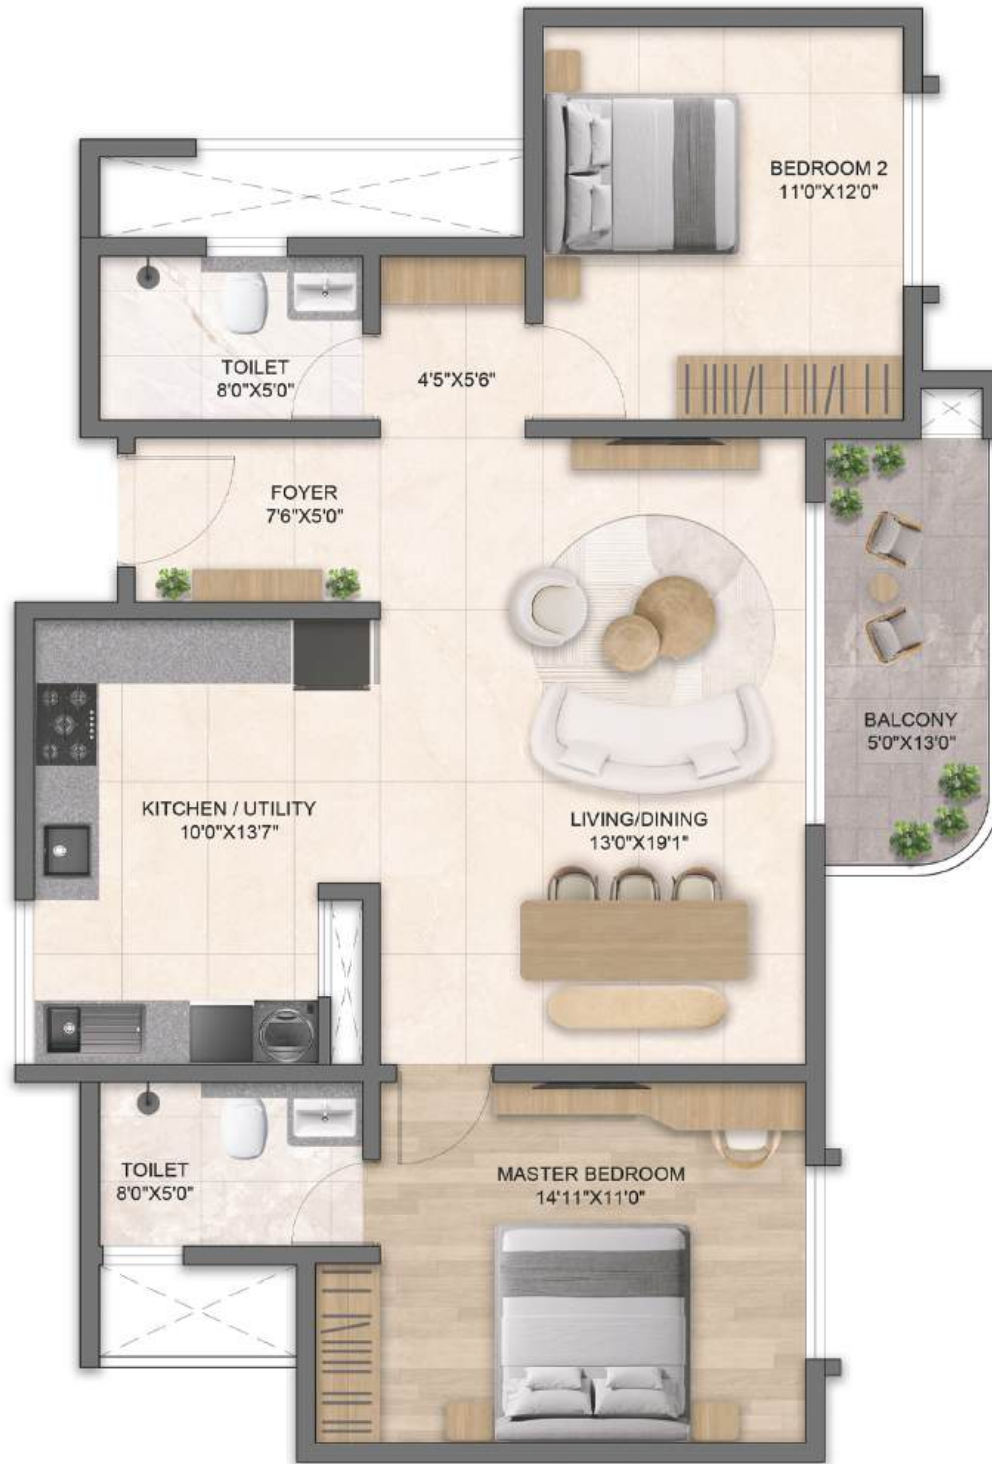 BEDROOM 2
11'0"X12'0"
TOILET
8'0"X5'0"
4'5"X5'6"
FOYER
7'6"X5'0"
BALCONY
5'0"X13'0"
KITCHEN / UTILITY
10'0"X13'7"
LIVING/DINING
13'0"X19'1"
TOILET
8'0"X5'0"
MASTER BEDROOM
14'11"X11'0"